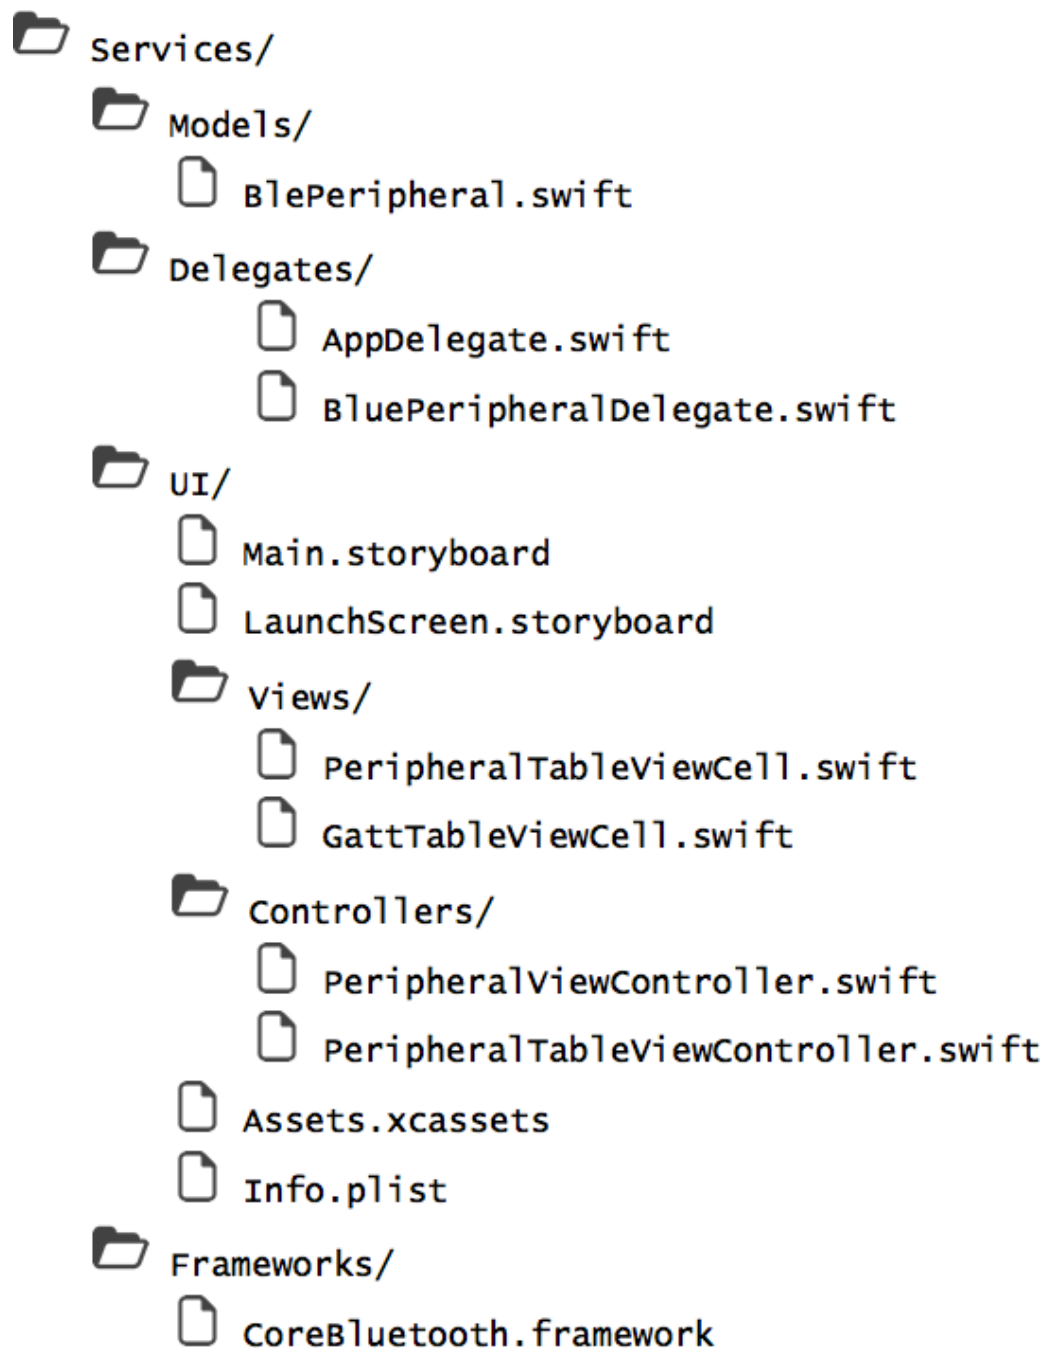 Services/
Models/
BlePeripheral.swift
Delegates/
AppDelegate.swift
BluePeripheralDelegate.swift
UI/
Main.storyboard
LaunchScreen.storyboard
Views/
PeripheralTableViewCell.swift
GattTableViewCell.swift
Controllers/
PeripheralViewController.swift
PeripheralTableViewController.swift
Assets.xcassets
Info.plist
Frameworks/
CoreBluetooth.framework